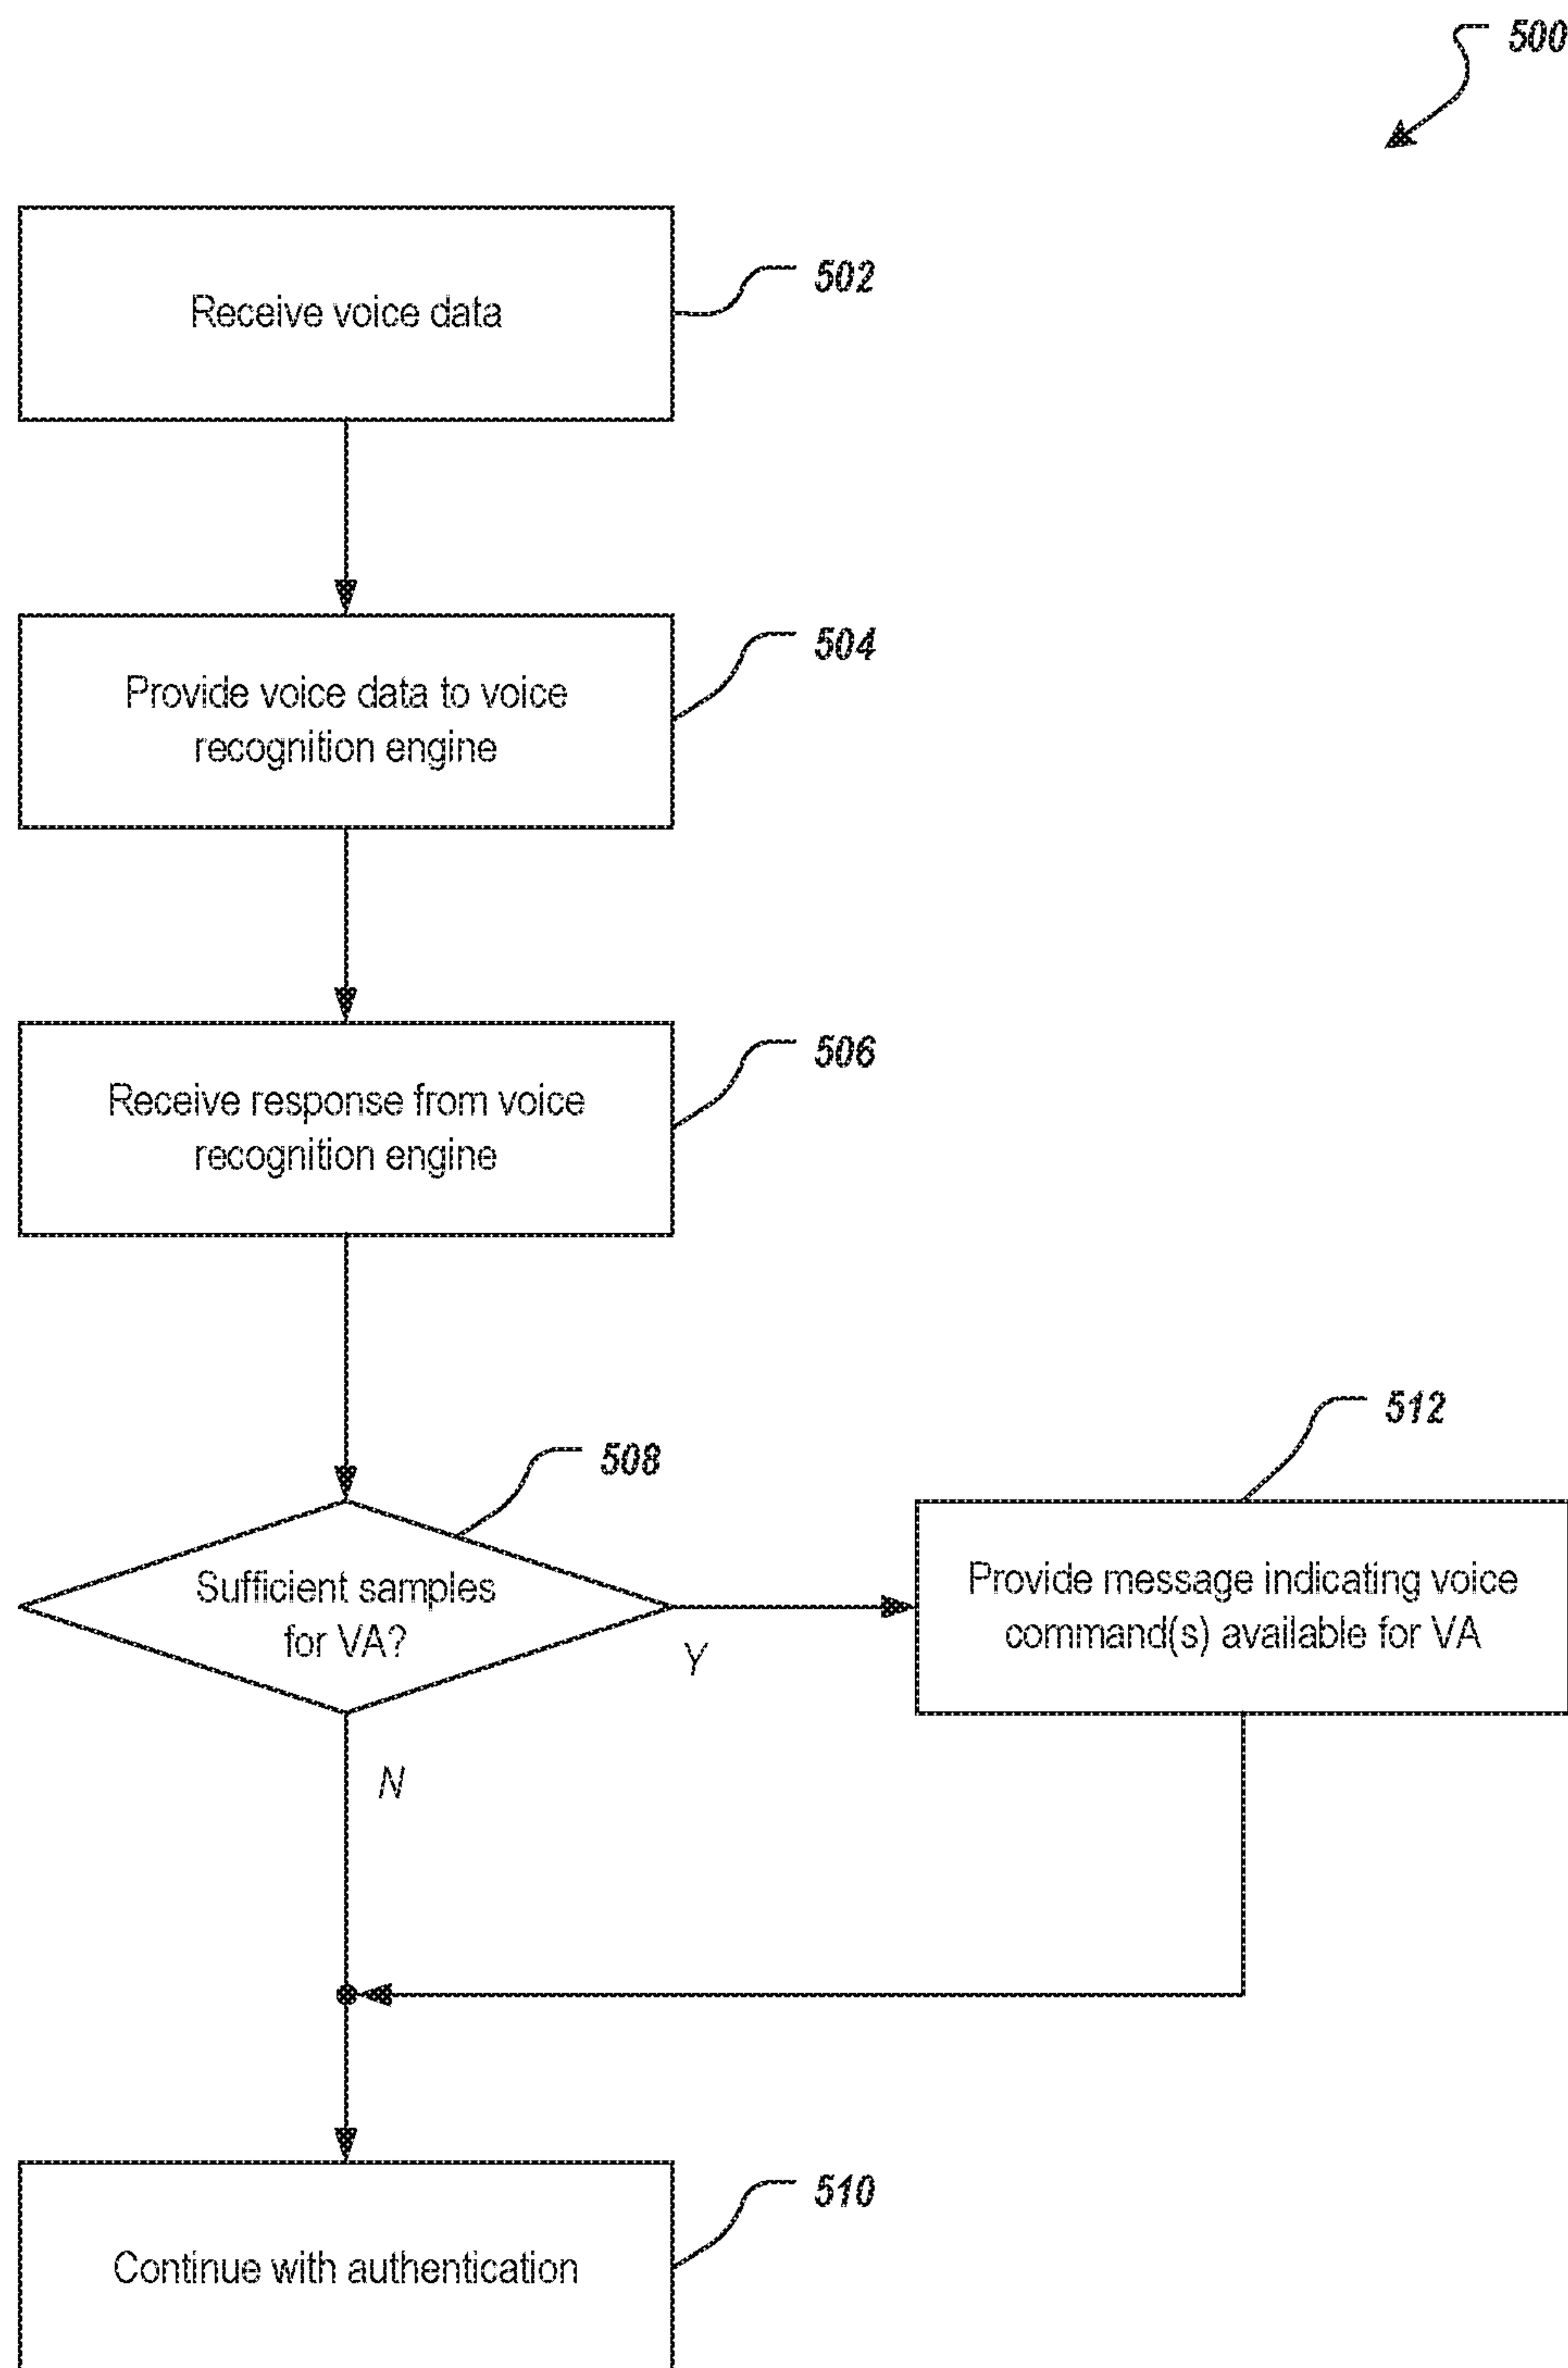 500
Receive voice data
502
Provide voice data to voice
recognition engine
504
Receive response from voice
recognition engine
506
Sufficient samples
for VA?
508
Y
N
Provide message indicating voice
command(s) available for VA
512
Continue with authentication
510